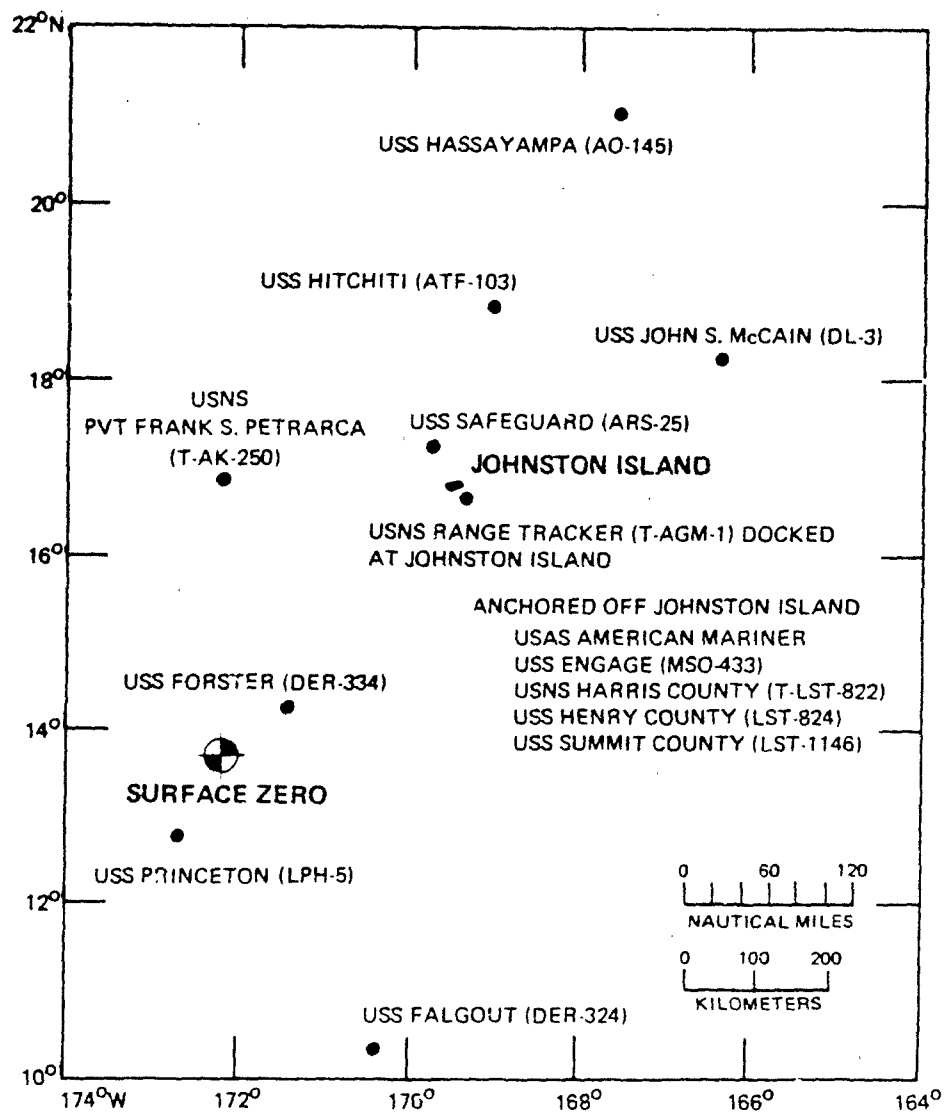 22°N
USS HASSAYAMPA (AO-145)
20°
USS HITCHITI (ATF-103)
USS JOHN S. McCAIN (DL-3)
18°
USNS
PVT FRANK S. PETRARCA
(T-AK-250)
USS SAFEGUARD (ARS-25)
JOHNSTON ISLAND
USNS RANGE TRACKER (T-AGM-1) DOCKED
AT JOHNSTON ISLAND
16°
ANCHORED OFF JOHNSTON ISLAND
USAS AMERICAN MARINER
USS ENGAGE (MSO-433)
USNS HARRIS COUNTY (T-LST-822)
USS HENRY COUNTY (LST-824)
USS SUMMIT COUNTY (LST-1146)
USS FORSTER (DER-334)
14°
SURFACE ZERO
USS PRINCETON (LPH-5)
12°
0 60 120
NAUTICAL MILES
0 100 200
KILOMETERS
USS FALGOUT (DER-324)
10°
174°W 172° 170° 168° 166° 164°